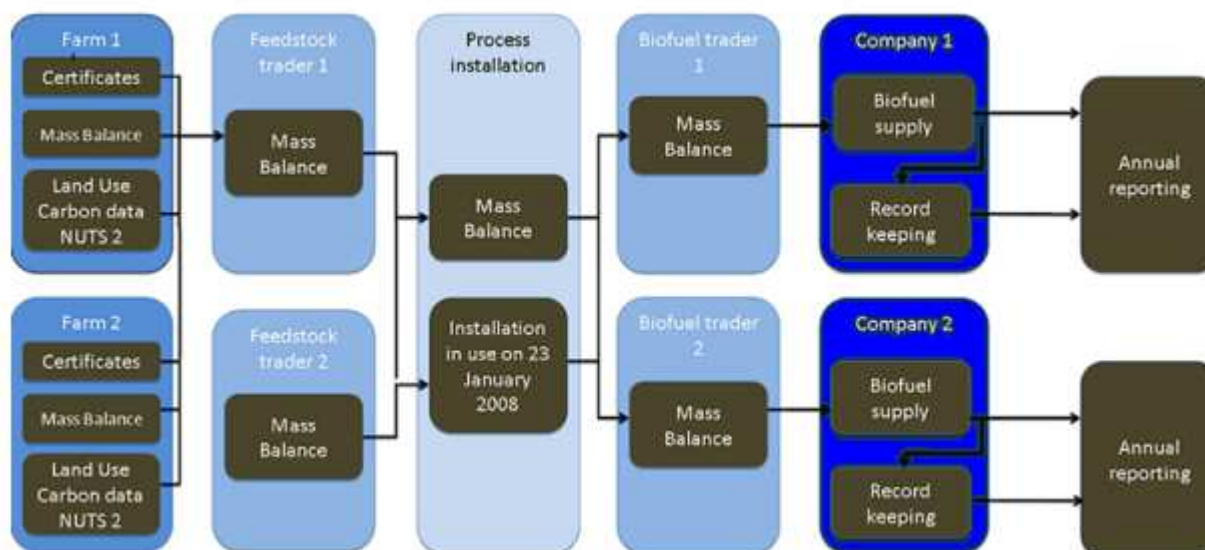 Farm 1
Certificates
Mass Balance
Land Use
Carbon data
NUTS 2
Feedstock
trader 1
Mass
Balance
Process
installation
Mass
Balance
Installation
in use on 23
January
2008
Biofuel trader
1
Mass
Balance
Company 1
Biofuel
supply
Record
keeping
Annual
reporting
Farm 2
Certificates
Mass Balance
Land Use
Carbon data
NUTS 2
Feedstock
trader 2
Mass
Balance
Biofuel trader
2
Mass
Balance
Company 2
Biofuel
supply
Record
keeping
Annual
reporting